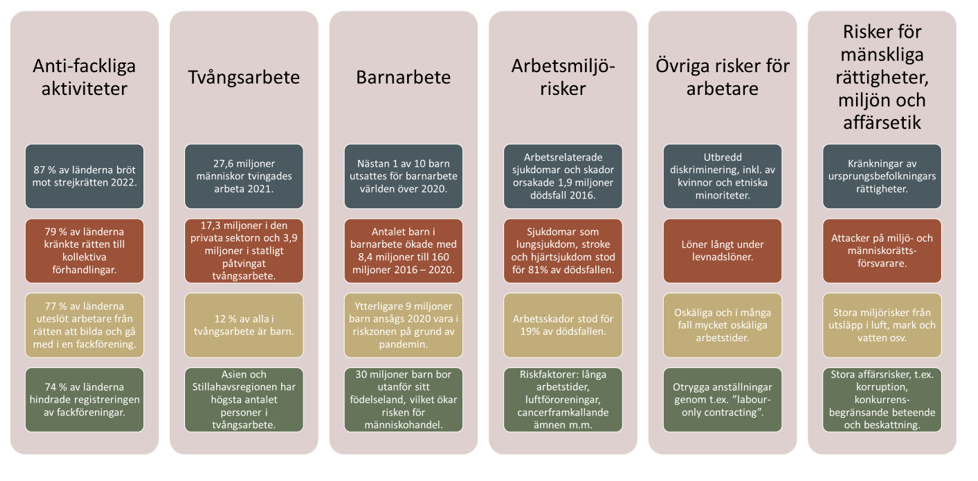 Anti-fackliga
aktiviteter
87 % av länderna bröt
mot strejkrätten 2022.
79 % av länderna
kränkte rätten till
kollektiva
förhandlingar.
77 % av länderna
uteslöt arbetare från
rätten att bilda och gå
med i en fackförening.
74 % av länderna
hindrade registreringen
av fackföreningar.
Tvångsarbete
27,6 miljoner
människor tvingades
arbeta 2021.
17,3 miljoner i den
privata sektorn och 3,9
miljoner i statligt
påtvingat
tvångsarbete.
12 % av alla i
tvångsarbete är barn.
Asien och
Stillahavsregionen har
högsta antalet
personer i
tvångsarbete.
Barnarbete
Nästan 1 av 10 barn
utsattes för barnarbete
världen över 2020.
Antalet barn i
barnarbete ökade med
8,4 miljoner till 160
miljoner 2016 – 2020.
Ytterligare 9 miljoner
barn ansågs 2020 vara i
riskzonen på grund av
pandemin.
30 miljoner barn bor
utanför sitt
födelseland, vilket ökar
risken för
människohandel.
Arbetsmiljö-
risker
Arbetsrelaterade
sjukdomar och skador
orsakade 1,9 miljoner
dödsfall 2016.
Sjukdomar som
lungsjukdom, stroke
och hjärtsjukdom stod
för 81% av dödsfallen.
Arbetsskador stod för
19% av dödsfallen.
Riskfaktorer: långa
arbetstider,
luftföroreningar,
cancerframkallande
ämnen m.m.
Övriga risker för
arbetare
Utbredd
diskriminering, inkl. av
kvinnor och etniska
minoriteter.
Löner långt under
levnadslöner.
Oskäliga och i många
fall mycket oskäliga
arbetstider.
Otrygga anställningar
genom t.ex. ”labour-
only contracting”.
Risker för
mänskliga
rättigheter,
miljön och
affärsetik
Kränkningar av
ursprungsbefolkningars
rättigheter.
Attacker på miljö- och
människorätts-
försvarare.
Stora miljörisker från
utsläpp i luft, mark och
vatten osv.
Stora affärsrisker, t.ex.
korruption,
konkurrens-
begränsande beteende
och beskattning.